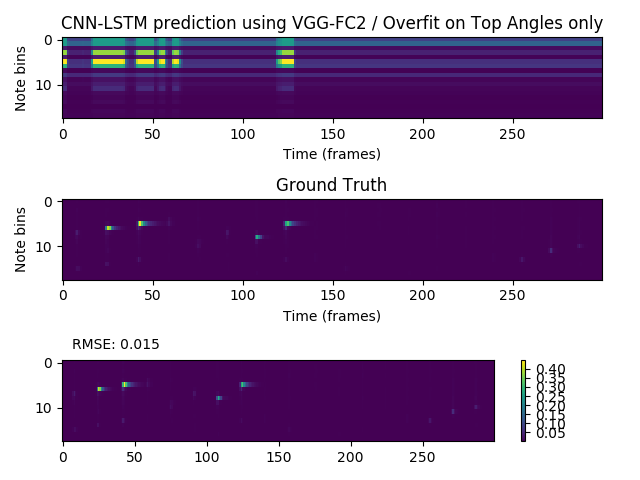 CNN-LSTM prediction using VGG-FC2 / Overfit on Top Angles only
0
10
Note bins
0 50 100 150 200 250
Time (frames)
Ground Truth
0
10
Note bins
0 50 100 150 200 250
Time (frames)
RMSE: 0.015
0
10
0 50 100 150 200 250
0.40
0.35
0.30
0.25
0.20
0.15
0.10
0.05